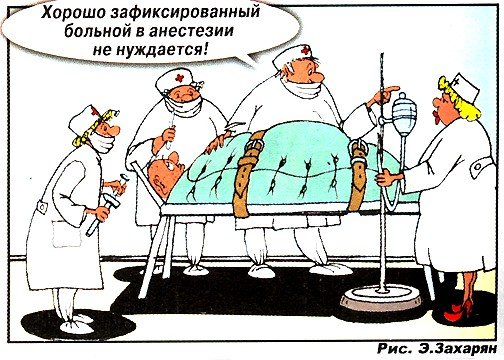 Хорошо зафиксированный
больной в анестезии
не нуждается!
Рис. Э.Захарян